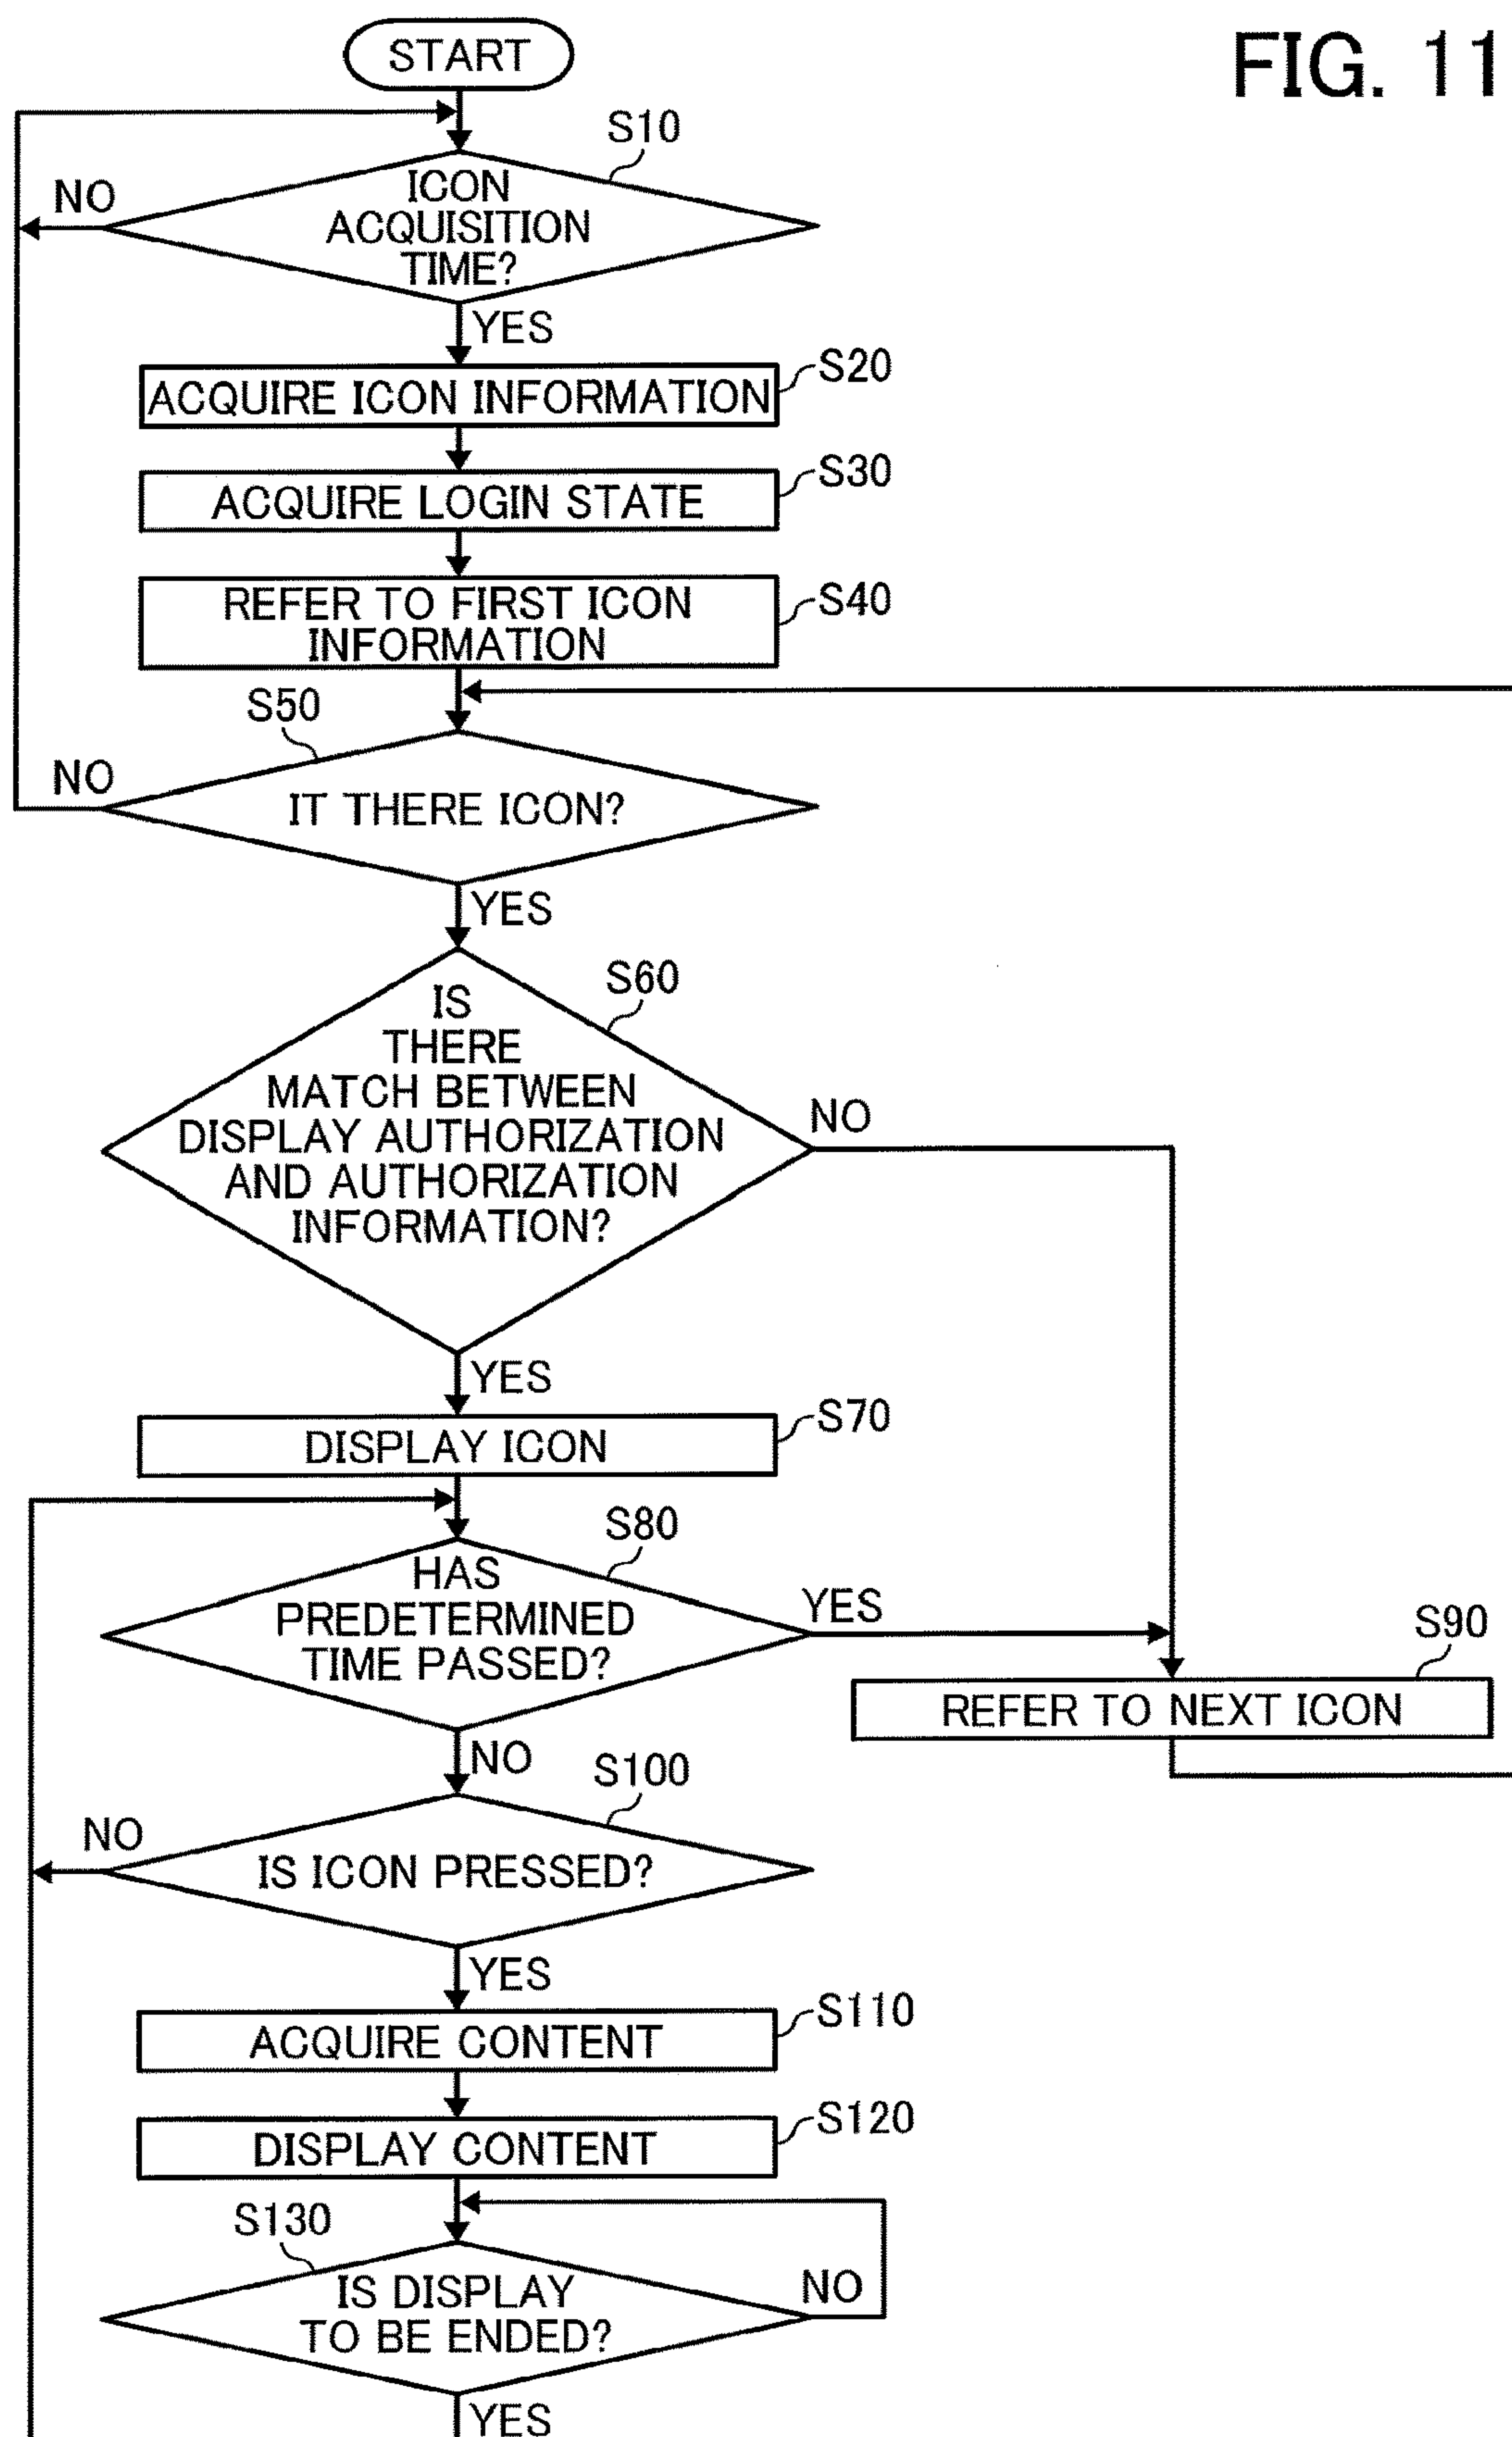 FIG. 11
START
S10
ICON
ACQUISITION
TIME?
NO
YES
S20
ACQUIRE ICON INFORMATION
S30
ACQUIRE LOGIN STATE
S40
REFER TO FIRST ICON
INFORMATION
S50
NO
IT THERE ICON?
YES
S60
IS
THERE
MATCH BETWEEN
DISPLAY AUTHORIZATION
AND AUTHORIZATION
INFORMATION?
NO
YES
S70
DISPLAY ICON
S80
HAS
PREDETERMINED
TIME PASSED?
YES
S90
REFER TO NEXT ICON
NO
S100
NO
IS ICON PRESSED?
YES
S110
ACQUIRE CONTENT
S120
DISPLAY CONTENT
S130
IS DISPLAY
TO BE ENDED?
NO
YES